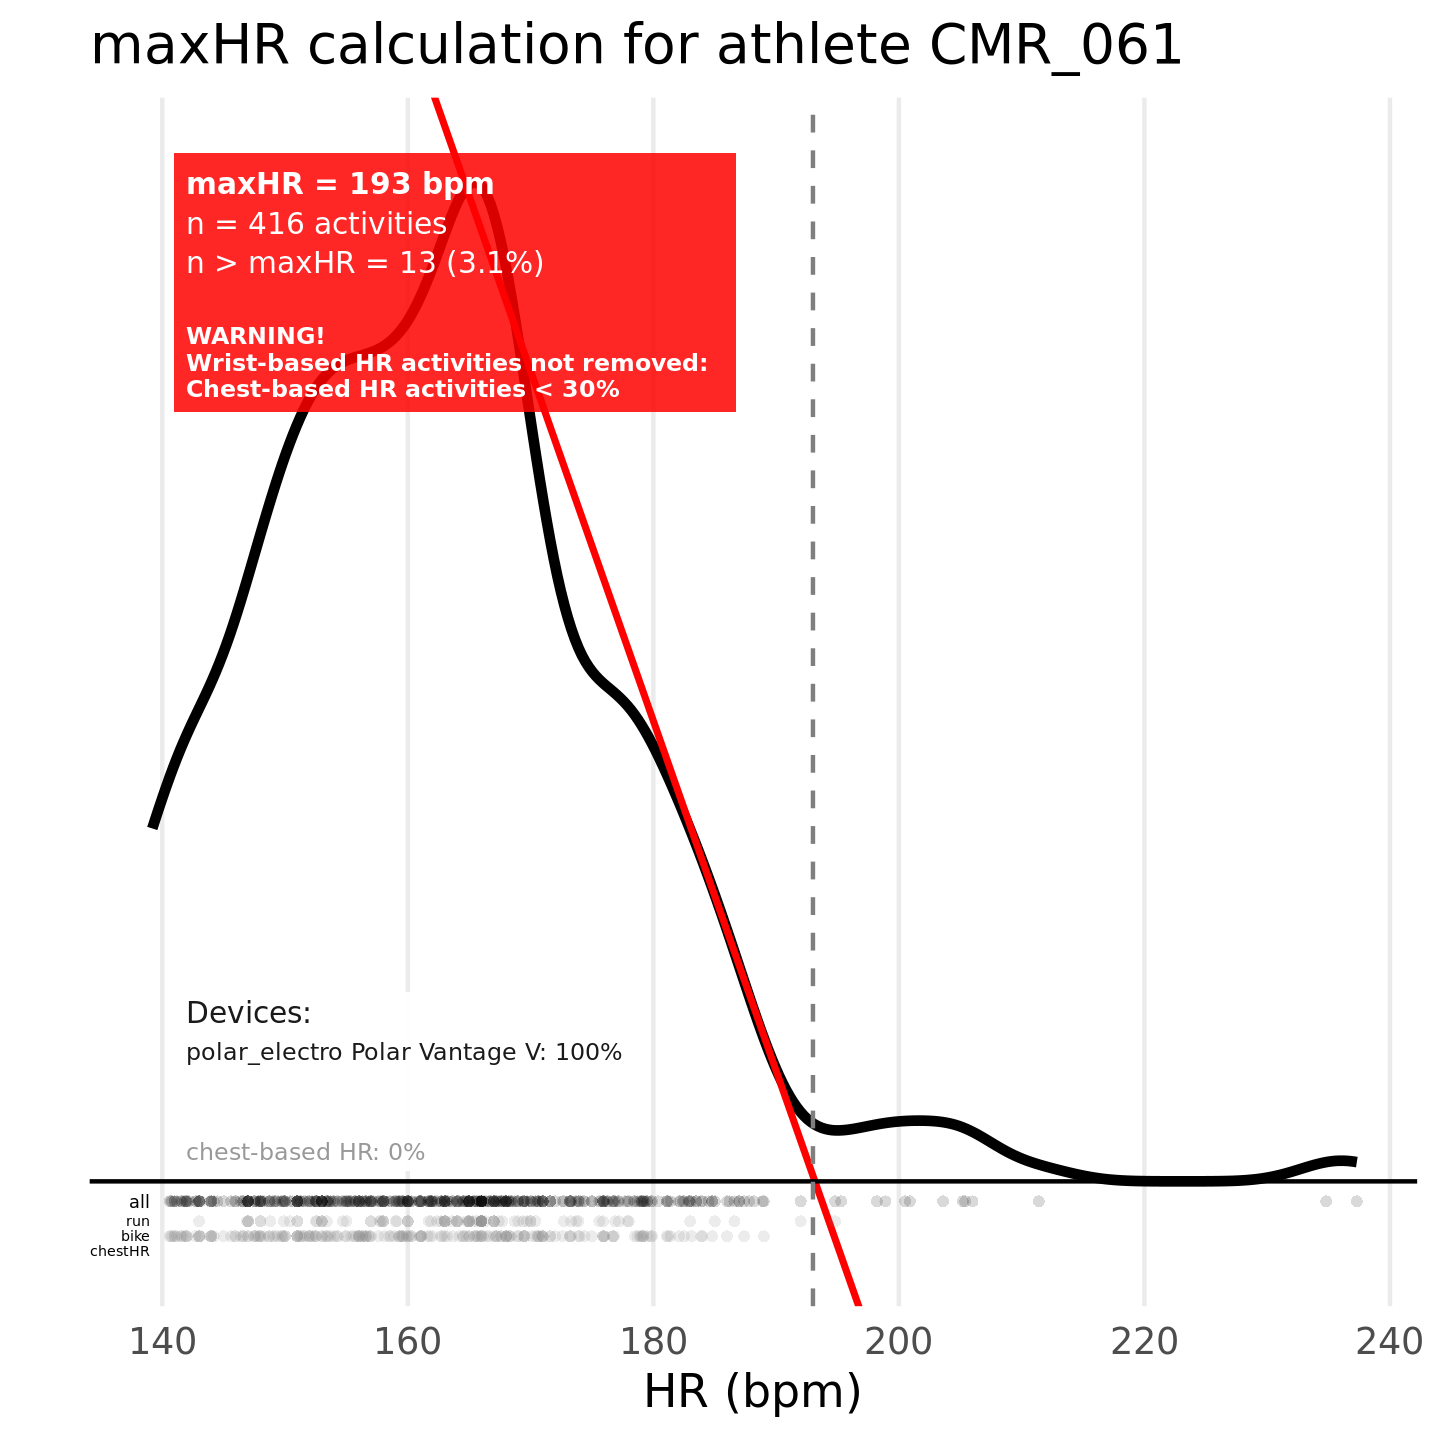 maxHR calculation for athlete CMR_061
maxHR = 193 bpm
n = 416 activities
n > maxHR = 13 (3.1%)
WARNING!
Wrist-based HR activities not removed:
Chest-based HR activities < 30%
Devices:
polar_electro Polar Vantage V: 100%
chest-based HR: 0%
all
run
bike
chestHR
140 160 180 200 220 240
HR (bpm)